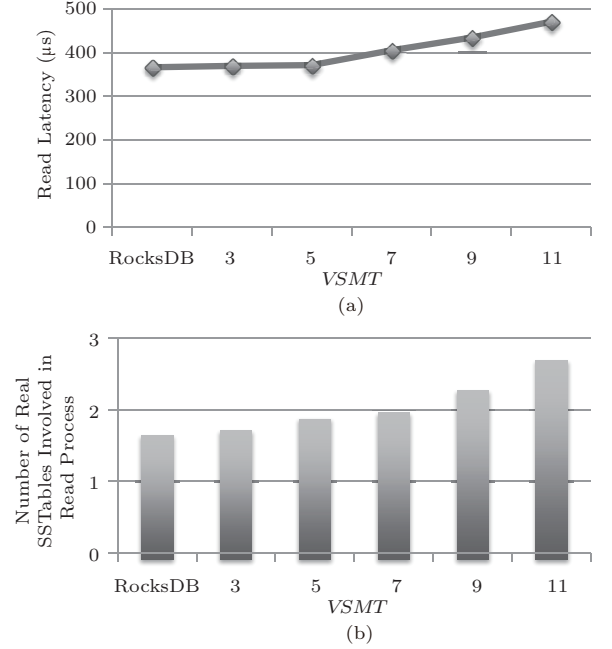 Read Latency (μs)
500
400
300
200
100
0
RocksDB 3 5 7 9 11
VSMT
(a)
Number of Real
SSTables Involved in
Read Process
3
2
1
0
RocksDB 3 5 7 9 11
VSMT
(b)